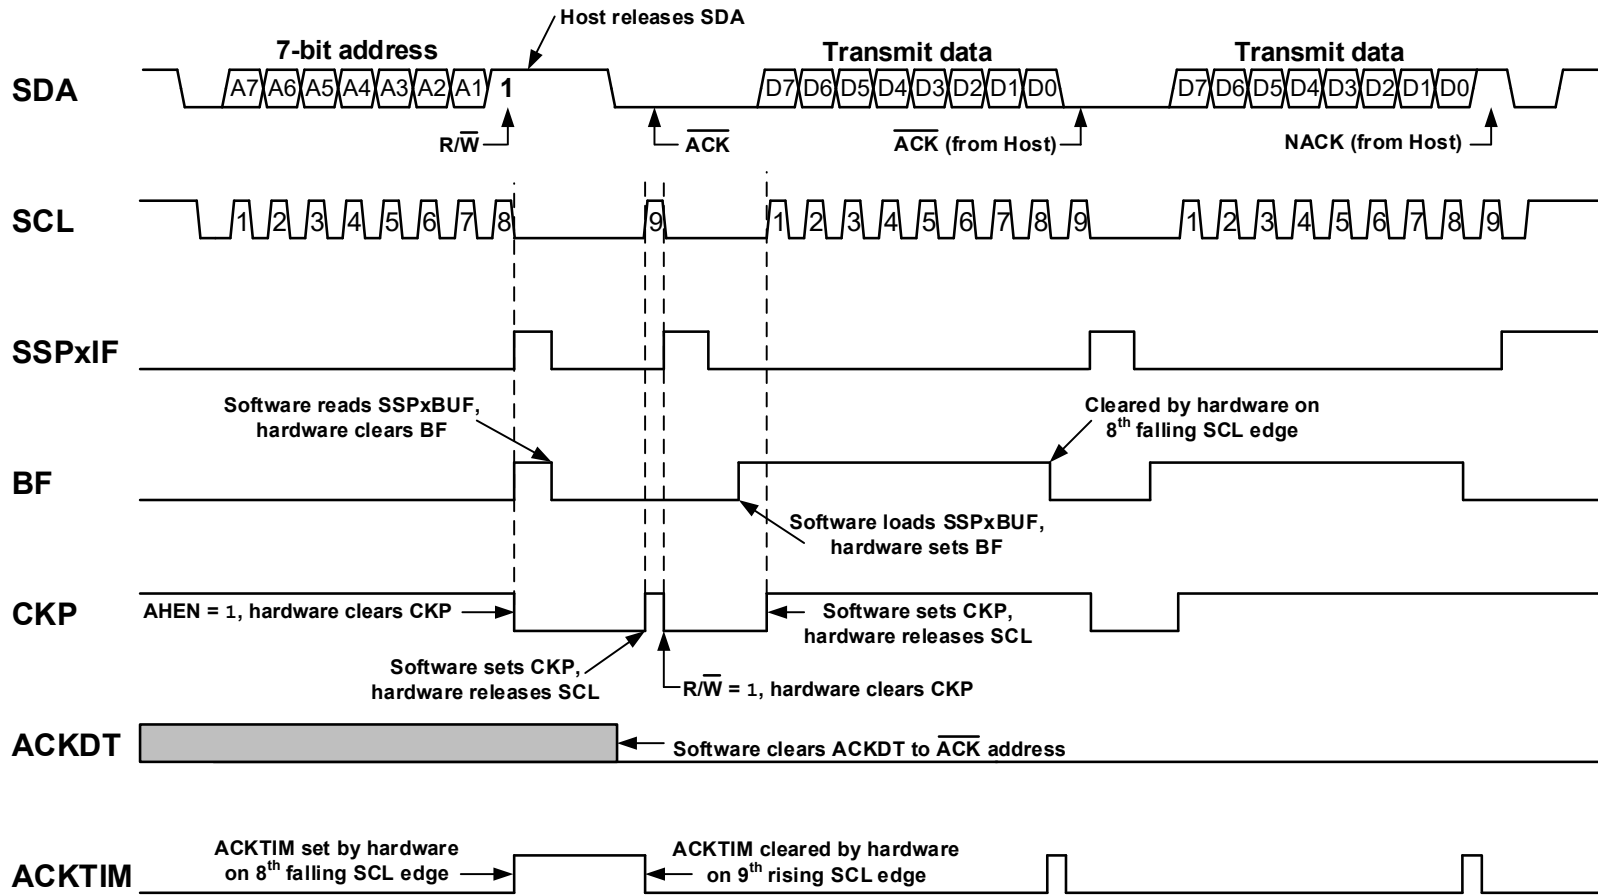 Host releases SDA
7-bit address
Transmit data
Transmit data
SDA
A7 A6 A5 A4 A3 A2 A1 1
D7 D6 D5 D4 D3 D2 D1 D0
D7 D6 D5 D4 D3 D2 D1 D0
R/W̅
A̅C̅K̅
A̅C̅K̅ (from Host)
NACK (from Host)
SCL
1 2 3 4 5 6 7 8 9
1 2 3 4 5 6 7 8 9
1 2 3 4 5 6 7 8 9
SSPxIF
Software reads SSPxBUF,
hardware clears BF
Cleared by hardware on
8th falling SCL edge
BF
Software loads SSPxBUF,
hardware sets BF
CKP
AHEN = 1, hardware clears CKP
Software sets CKP,
hardware releases SCL
Software sets CKP,
hardware releases SCL
R/W̅ = 1, hardware clears CKP
ACKDT
Software clears ACKDT to A̅C̅K̅ address
ACKTIM
ACKTIM set by hardware
on 8th falling SCL edge
ACKTIM cleared by hardware
on 9th rising SCL edge